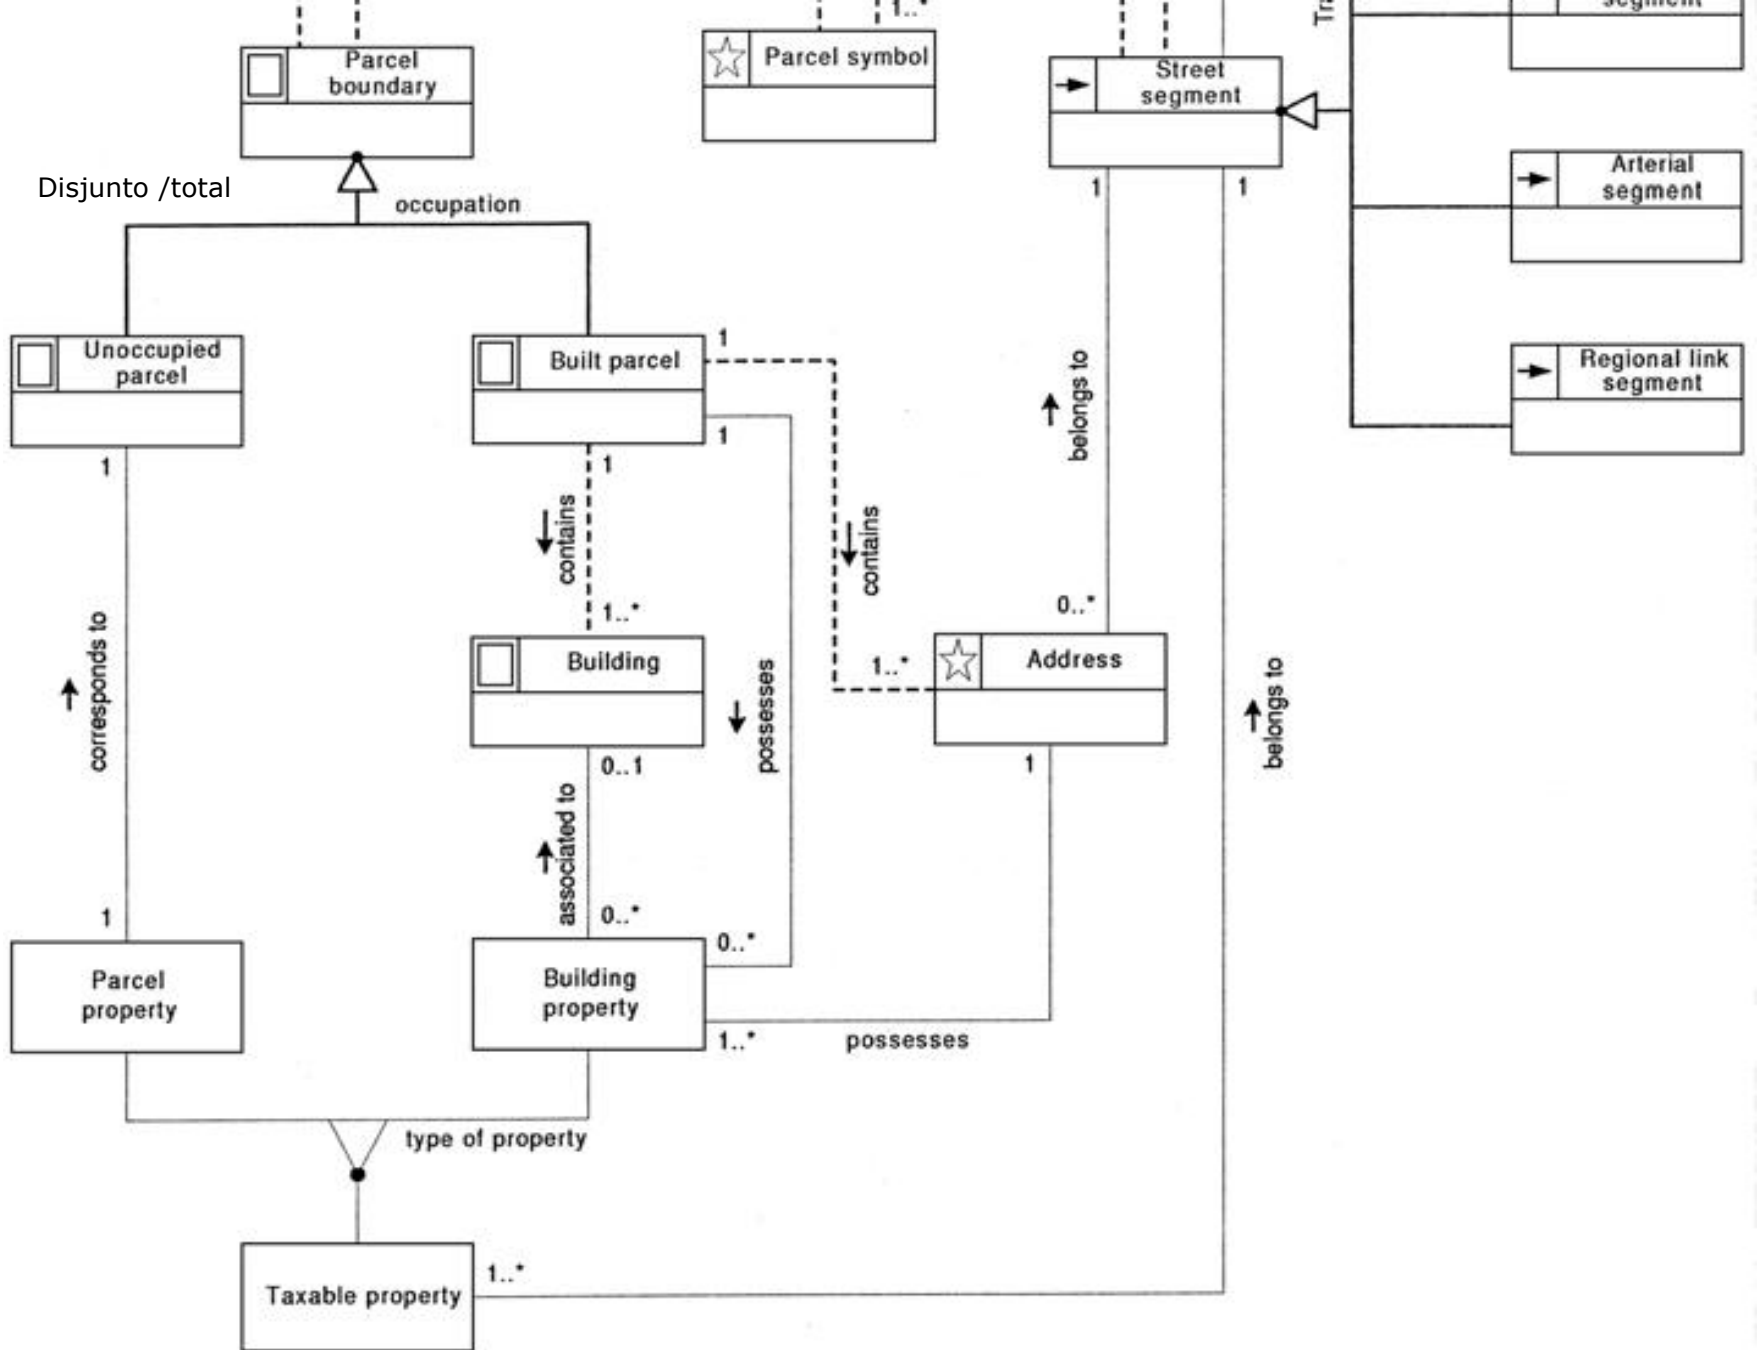 1..*
Parcel
boundary
Parcel symbol
Street
segment
segment
Disjunto /total
occupation
1
1
Arterial
segment
Unoccupied
parcel
Built parcel
1
1
Regional link
segment
belongs to
1
1
contains
contains
1..*
0..*
corresponds to
Building
possesses
1..*
Address
belongs to
0..1
1
associated to
1
0..*
0..*
Parcel
property
Building
property
1..*
possesses
type of property
Taxable property
1..*